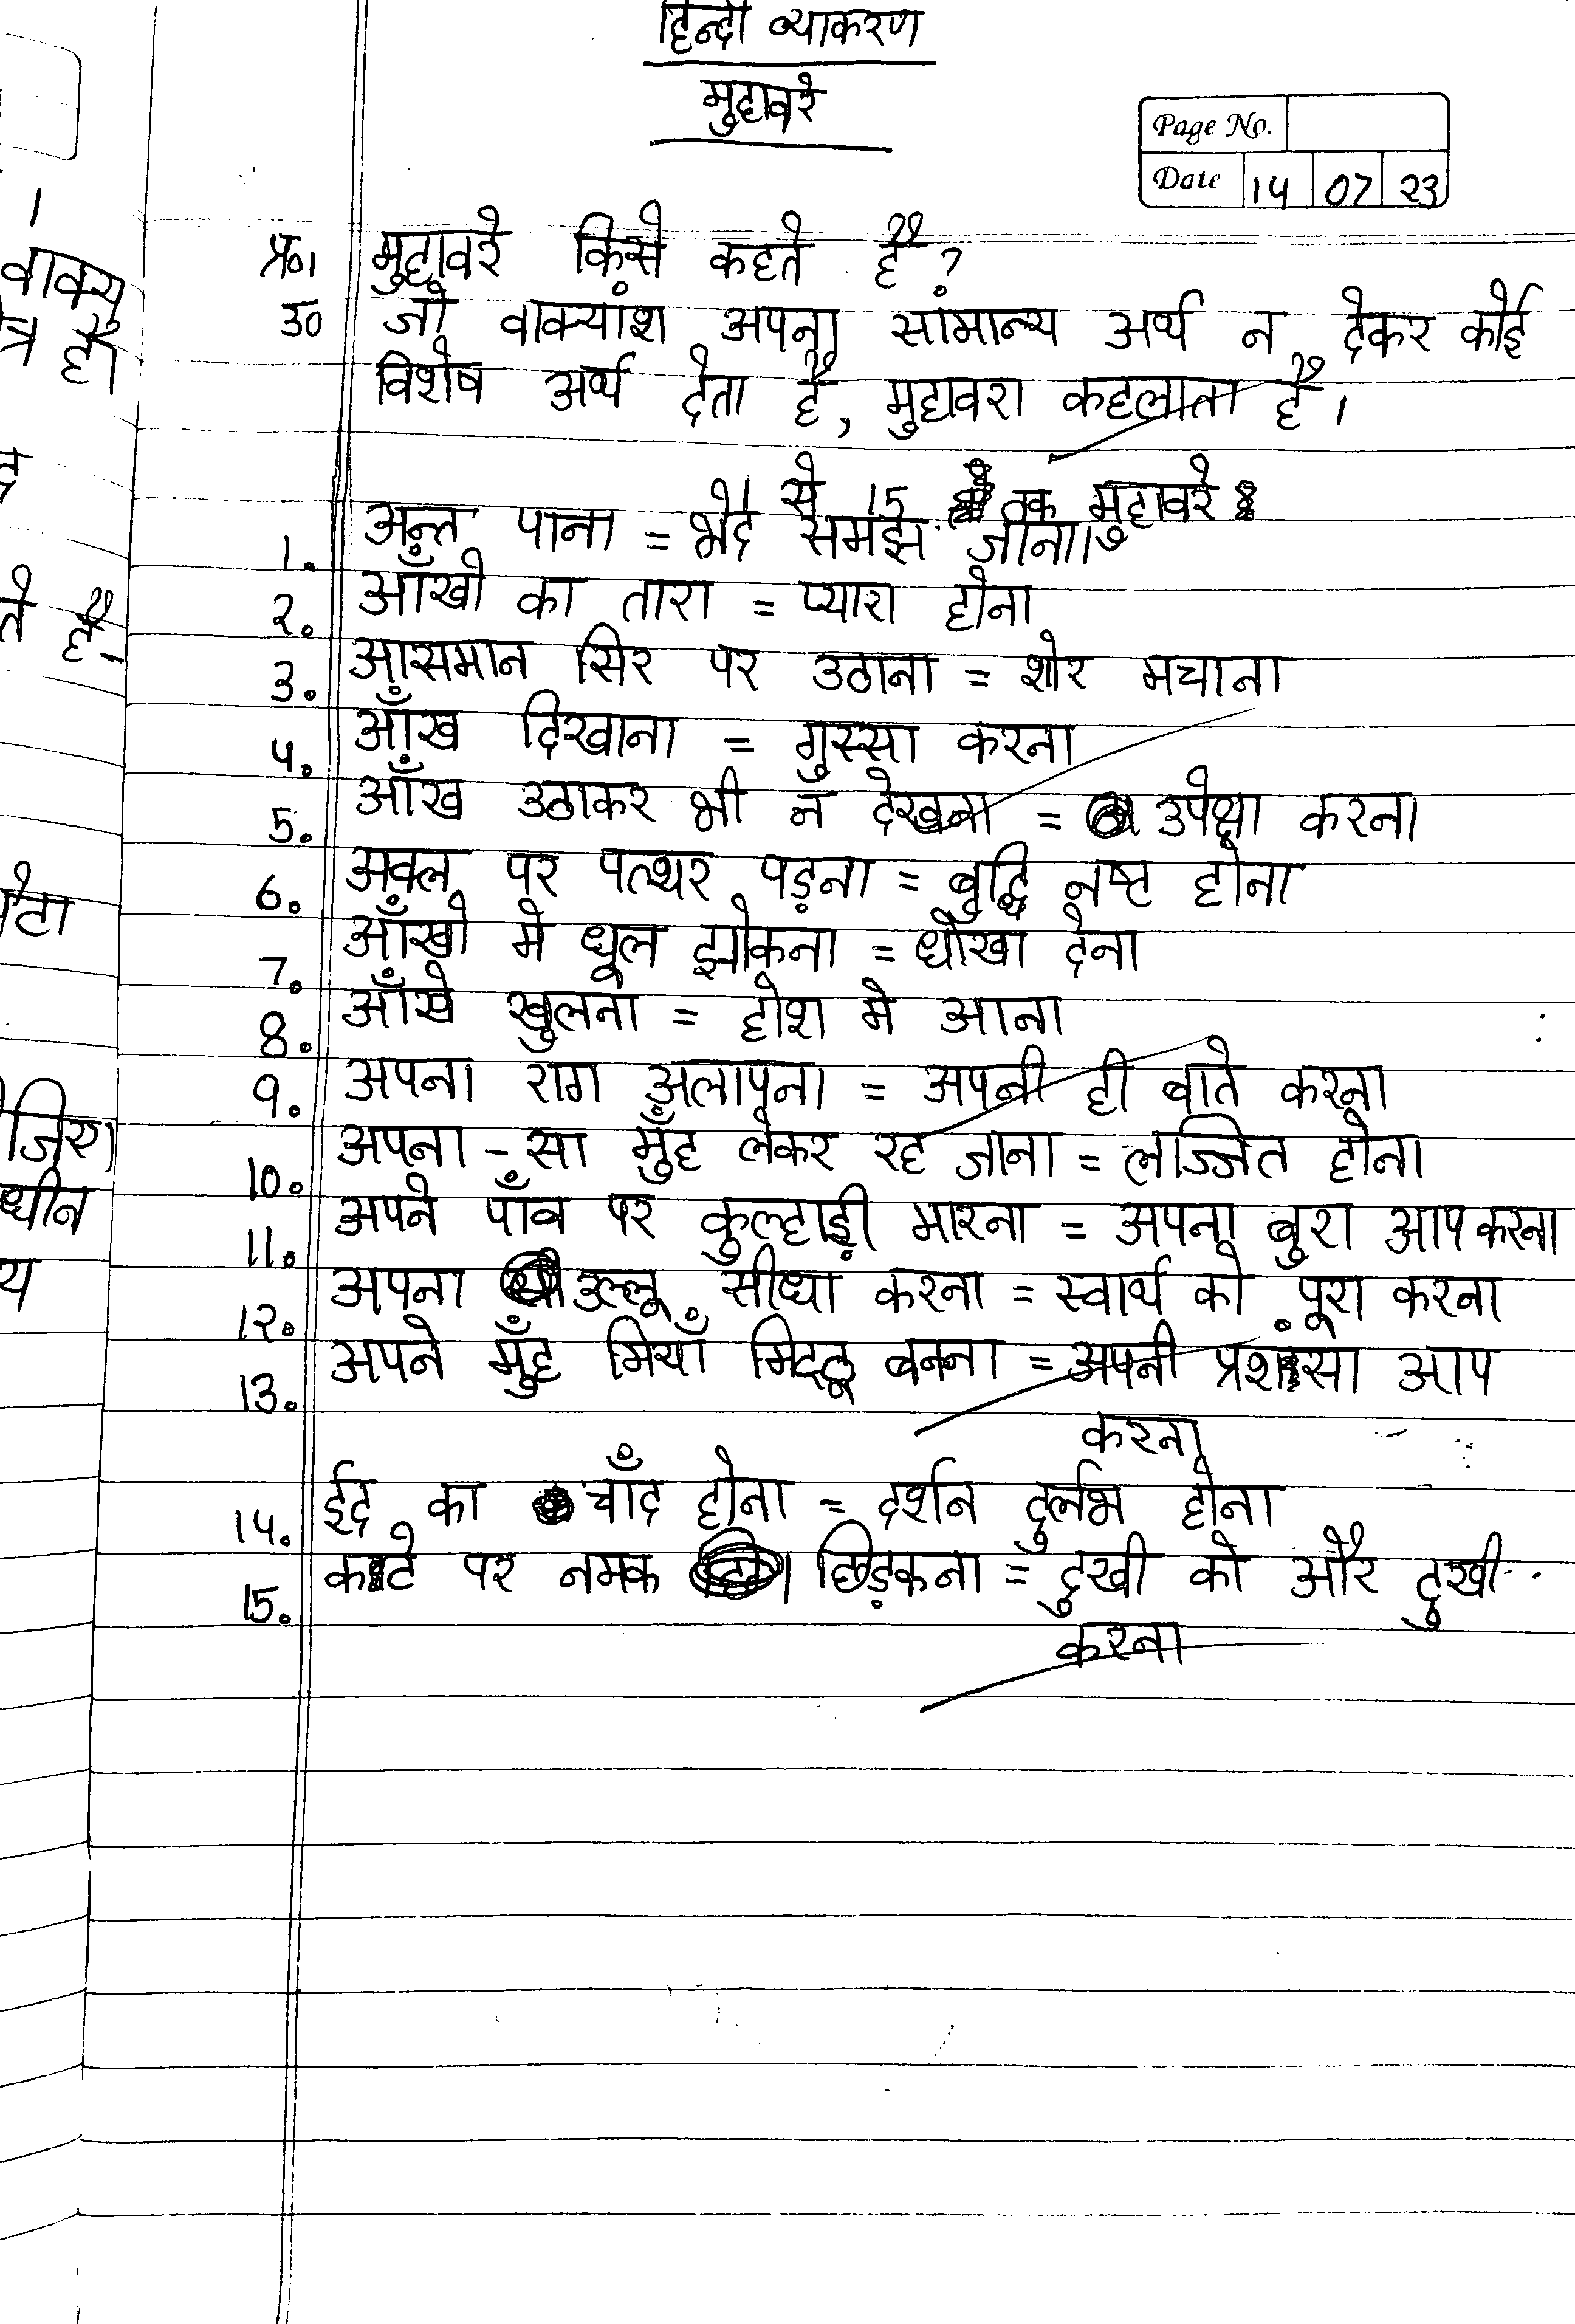 हिन्दी व्याकरण
मुहावरे
Page No.
Date 14 07 23
प्र०1 मुहावरे किसे कहते हैं?
उ० जो वाक्यांश अपना सांमान्य अर्थ न देकर कोई
विशेष अर्थ देता है, मुहावरा कहलाता है।
1 से 15 तक मुहावरे :
1. अन्त पाना = भेद समझ जाना।
2. आँखो का तारा = प्यारा होना
3. आसमान सिर पर उठाना = शोर मचाना
4. आँख दिखाना = गुस्सा करना
5. आँख उठाकर भी न देखना = उपेक्षा करना
6. अक्ल पर पत्थर पड़ना = बुद्धि नष्ट होना
7. आँखो मे धूल झोकना = धोखा देना
8. आँखे खुलना = होश मे आना
9. अपना राग अलापना = अपनी ही बाते करना
10. अपना - सा मुँह लेकर रह जाना = लज्जित होना
11. अपने पाँव पर कुल्हाड़ी मारना = अपना बुरा आप करना
12. अपना उल्लू सीधा करना = स्वार्थ को पूरा करना
13. अपने मुँह मियाँ मिट्ठू बनना = अपनी प्रशंसा आप
करना
14. ईद का चाँद होना = दर्शन दुर्लभ होना
15. काटे पर नमक छिड़कना = दुखी को और दुखी
करना
वाक्य
है।
ते हैं-